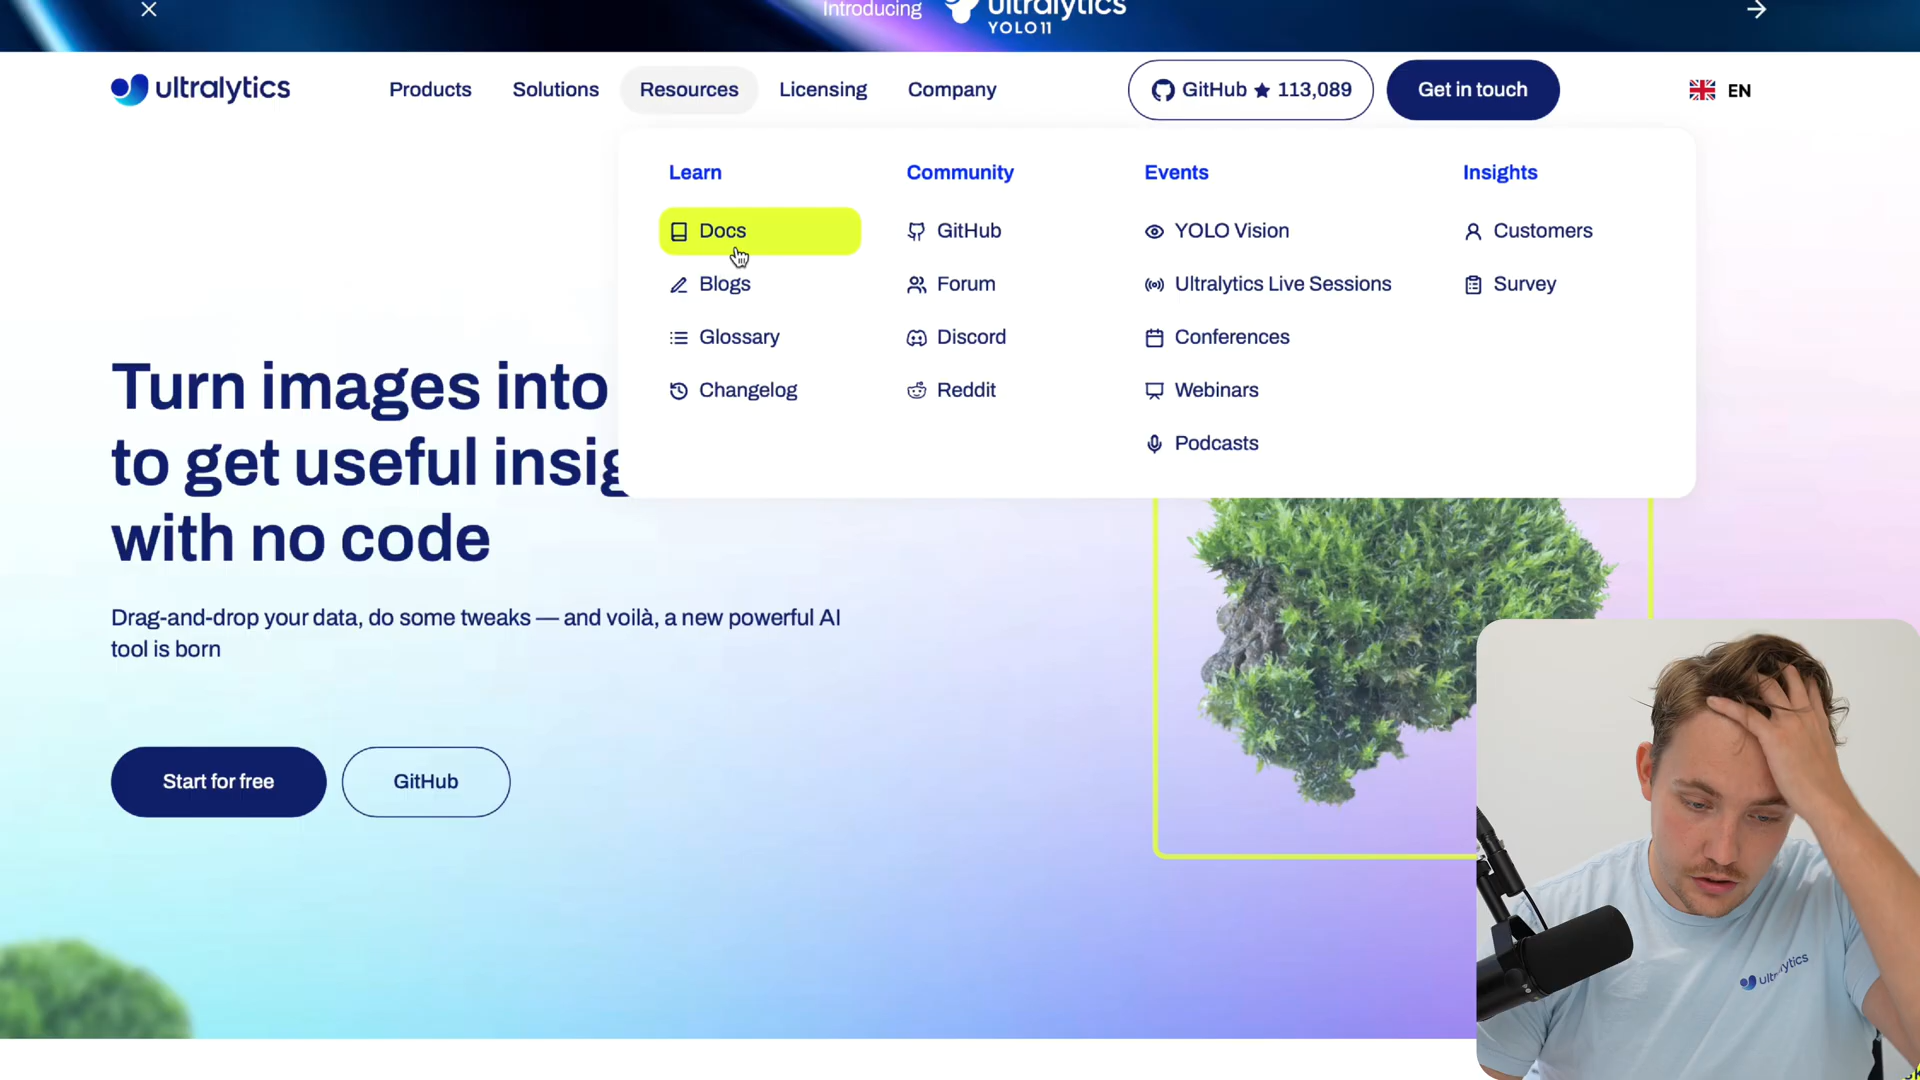 Introducing
ultralytics
YOLO11
ultralytics
Products
Solutions
Resources
Licensing
Company
GitHub ★ 113,089
Get in touch
EN
Learn
Docs
Blogs
Glossary
Changelog
Community
GitHub
Forum
Discord
Reddit
Events
YOLO Vision
Ultralytics Live Sessions
Conferences
Webinars
Podcasts
Insights
Customers
Survey
Turn images into
to get useful insig
with no code
Drag-and-drop your data, do some tweaks — and voilà, a new powerful AI
tool is born
Start for free
GitHub
ultralytics